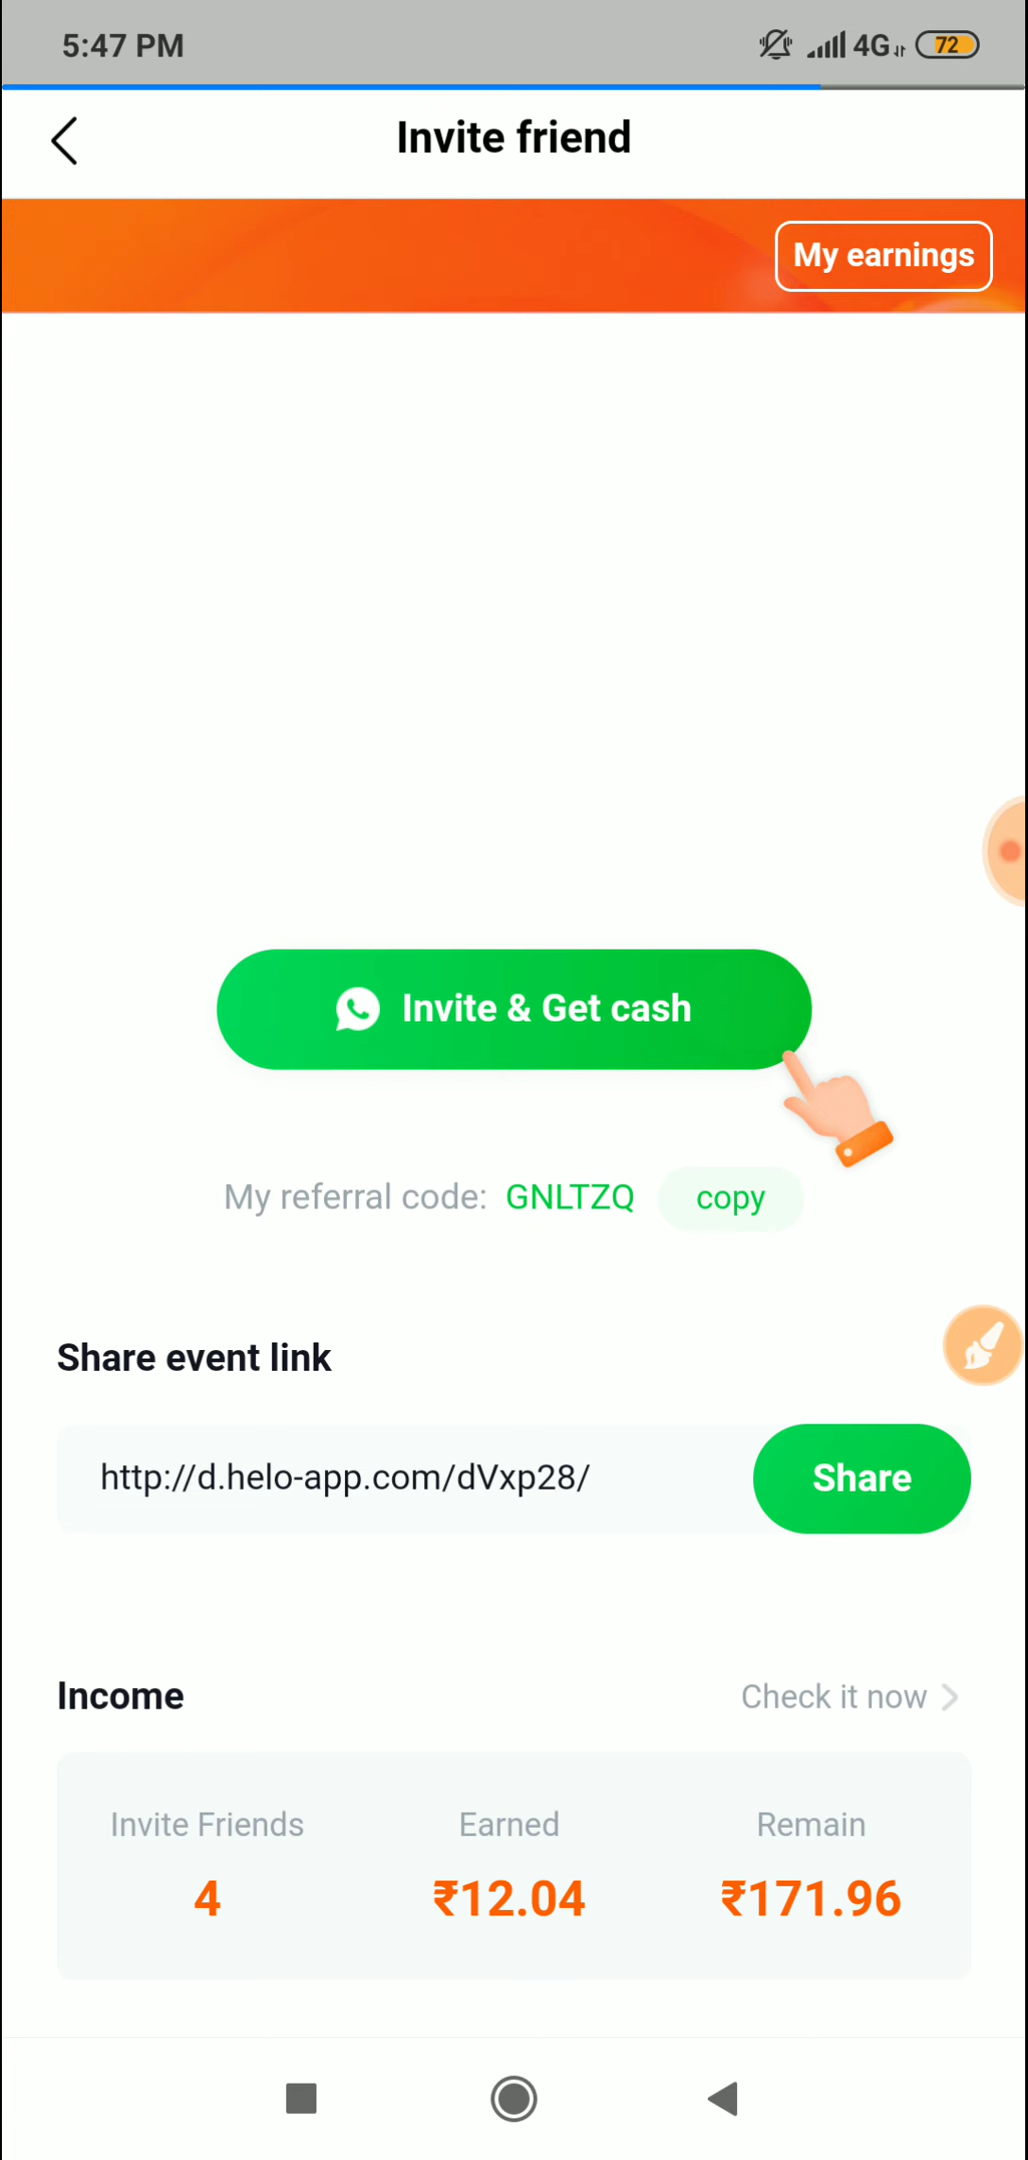 5:47 PM
4G
72
Invite friend
My earnings
Invite & Get cash
My referral code: GNLTZQ copy
Share event link
http://d.helo-app.com/dVxp28/ Share
Income Check it now
Invite Friends Earned Remain
4 ₹12.04 ₹171.96